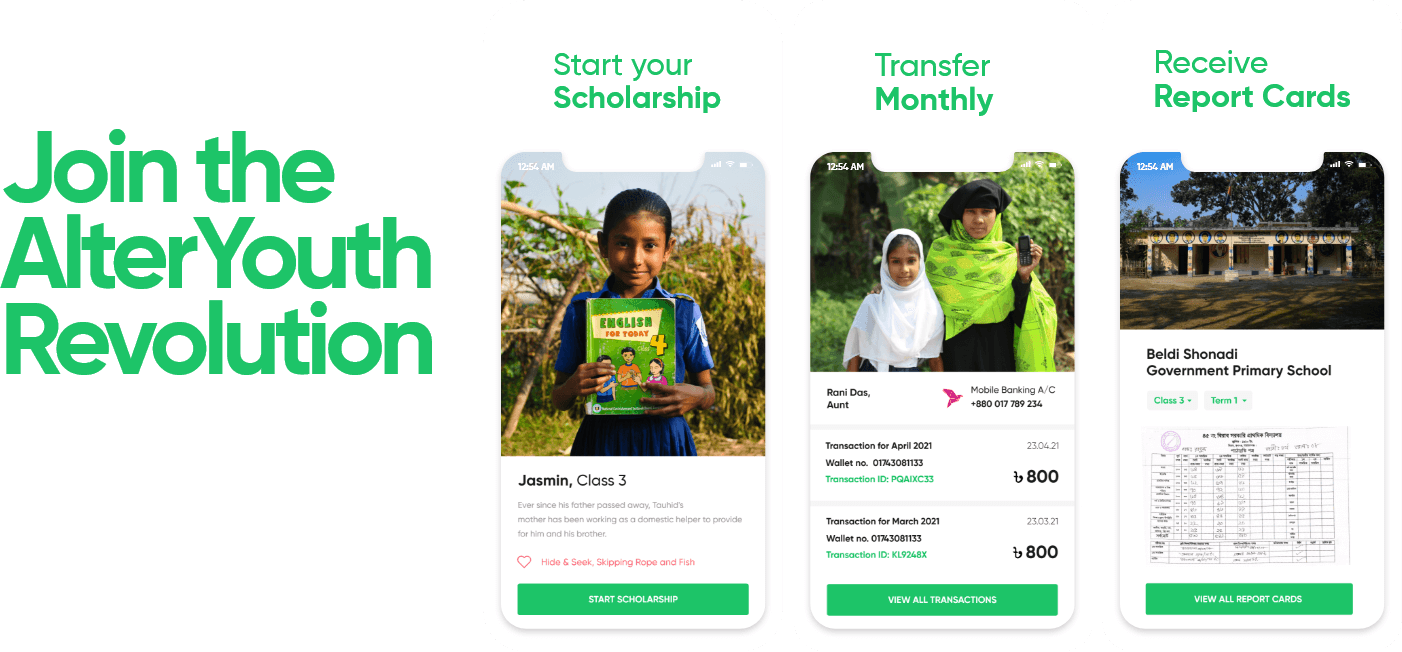 Join the
AlterYouth
Revolution
Start your
Scholarship
12:54 AM
ENGLISH
FOR TODAY
CLASS
4
Jasmin, Class 3
Ever since his father passed away, Tauhid's
mother has been working as a domestic helper to provide
for him and his brother.
Hide & Seek, Skipping Rope and Fish
START SCHOLARSHIP
Transfer
Monthly
12:54 AM
Rani Das,
Aunt
Mobile Banking A/C
+880 017 789 234
Transaction for April 2021 23.04.21
Wallet no. 01743081133
Transaction ID: PQAIXC33
৳ 800
Transaction for March 2021 23.03.21
Wallet no. 01743081133
Transaction ID: KL9248X
৳ 800
VIEW ALL TRANSACTIONS
Receive
Report Cards
12:54 AM
Beldi Shonadi
Government Primary School
Class 3
Term 1
প্রাথমিক বিদ্যালয়
VIEW ALL REPORT CARDS